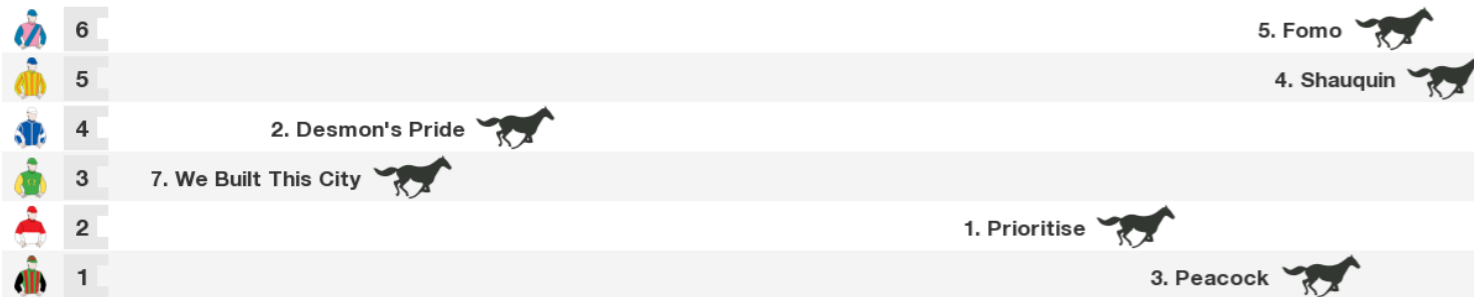 6 5. Fomo
5 4. Shauquin
4 2. Desmon's Pride
3 7. We Built This City
2 1. Prioritise
1 3. Peacock